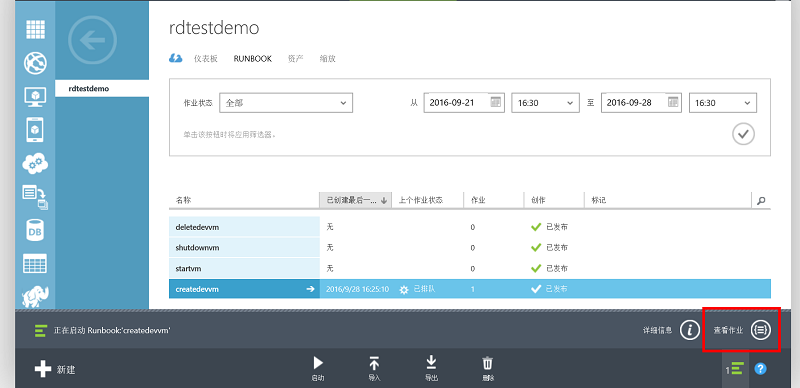 rdtestdemo
仪表板 RUNBOOK 资产 缩放
rdtestdemo
作业状态 全部 从 2016-09-21 16:30 至 2016-09-28 16:30
单击该按钮时将应用筛选器。
名称 已创建最后一... 上个作业状态 作业 创作 标记
deletedevvm 无 0 已发布
shutdownvm 无 0 已发布
startvm 无 0 已发布
createdevvm 2016/9/28 16:25:10 已排队 1 已发布
DB
正在启动 Runbook:'createdevvm' 详细信息 查看作业
新建 启动 导入 导出 删除 1 ?